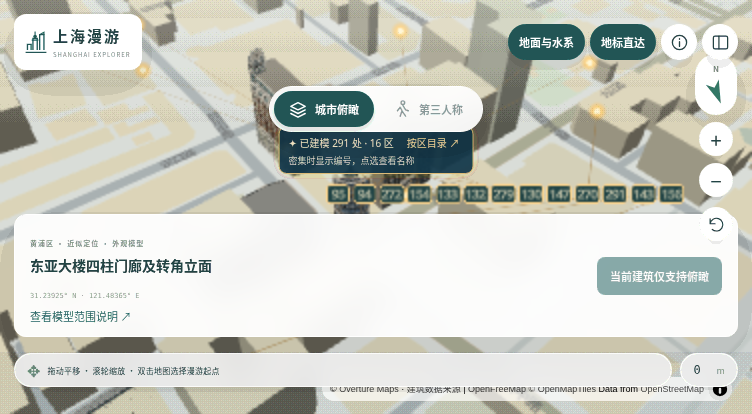 上海漫游
SHANGHAI EXPLORER
地面与水系
地标直达
N
城市俯瞰
第三人称
✦ 已建模 291 处 · 16 区 按区目录 ↗
密集时显示编号，点选查看名称
95 94 272 154 133 132 279 130 147 270 291 143
黄浦区 · 近似定位 · 外观模型
东亚大楼四柱门廊及转角立面
31.23925° N · 121.48365° E
查看模型范围说明 ↗
当前建筑仅支持俯瞰
拖动平移 · 滚轮缩放 · 双击地图选择漫游起点
0 m
© Overture Maps · 建筑数据来源 | OpenFreeMap © OpenMapTiles Data from OpenStreetMap